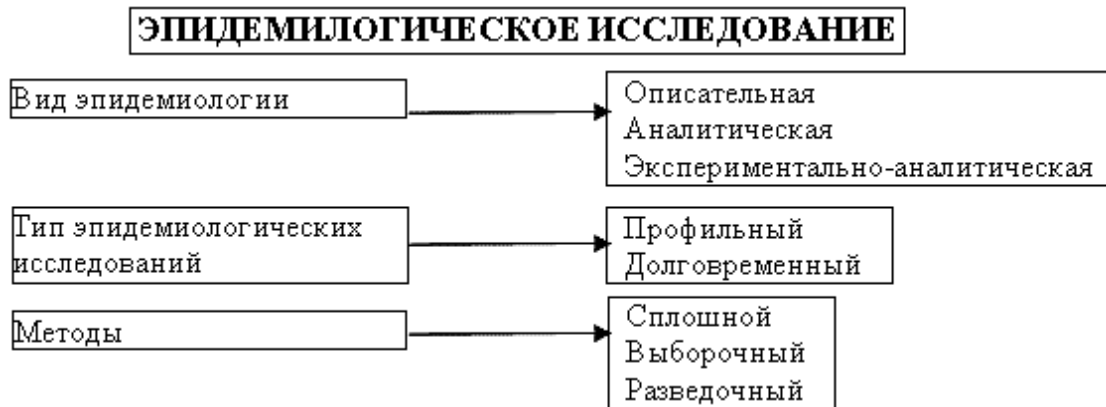 ЭПИДЕМИЛОГИЧЕСКОЕ ИССЛЕДОВАНИЕ
Вид эпидемиологии
Описательная
Аналитическая
Экспериментально-аналитическая
Тип эпидемиологических
исследований
Профильный
Долговременный
Методы
Сплошной
Выборочный
Разведочный